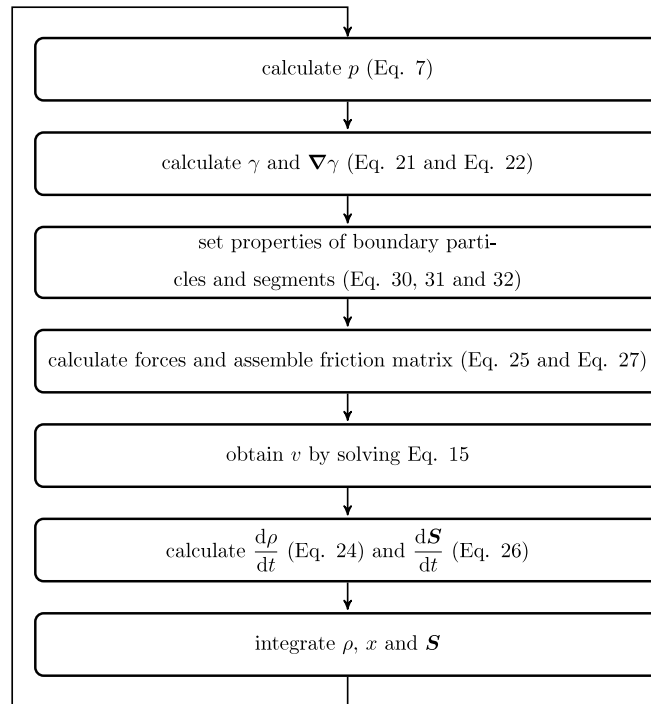 calculate p (Eq. 7)
calculate γ and ∇γ (Eq. 21 and Eq. 22)
set properties of boundary parti-
cles and segments (Eq. 30, 31 and 32)
calculate forces and assemble friction matrix (Eq. 25 and Eq. 27)
obtain v by solving Eq. 15
calculate dρ/dt (Eq. 24) and dS/dt (Eq. 26)
integrate ρ, x and S